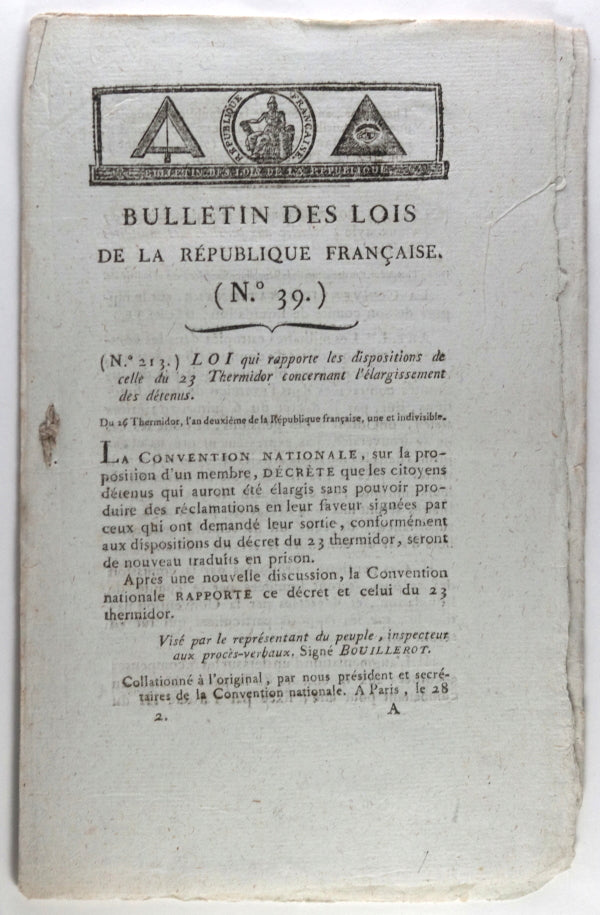 RÉPUBLIQUE FRANÇAISE
BULLETIN DES LOIX DE LA REPUBLIQUE
BULLETIN DES LOIS
DE LA RÉPUBLIQUE FRANÇAISE.
(N.º 39.)
(N.º 213.) LOI qui rapporte les dispositions de
celle du 23 Thermidor concernant l'élargissement
des détenus.
Du 26 Thermidor, l'an deuxième de la République française, une et indivisible.
LA CONVENTION NATIONALE, sur la pro-
position d'un membre, DÉCRÈTE que les citoyens
détenus qui auront été élargis sans pouvoir pro-
duire des réclamations en leur faveur signées par
ceux qui ont demandé leur sortie, conformément
aux dispositions du décret du 23 thermidor, seront
de nouveau traduits en prison.
Après une nouvelle discussion, la Convention
nationale RAPPORTE ce décret et celui du 23
thermidor.
Visé par le représentant du peuple, inspecteur
aux procès-verbaux. Signé BOUILLEROT.
Collationné à l'original, par nous président et secré-
taires de la Convention nationale. A Paris, le 28
2. A